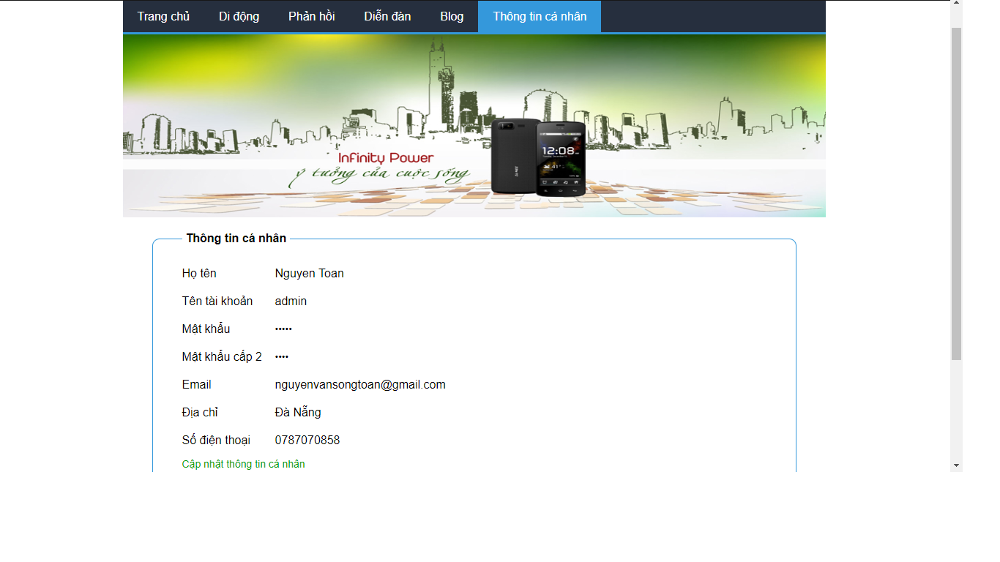 Trang chủ Di động Phản hồi Diễn đàn Blog Thông tin cá nhân
12:08
41°
Infinity Power
ý tưởng của cuộc sống
Thông tin cá nhân
Họ tên Nguyen Toan
Tên tài khoản admin
Mật khẩu •••••
Mật khẩu cấp 2 ••••
Email nguyenvansongtoan@gmail.com
Địa chỉ Đà Nẵng
Số điện thoại 0787070858
Cập nhật thông tin cá nhân